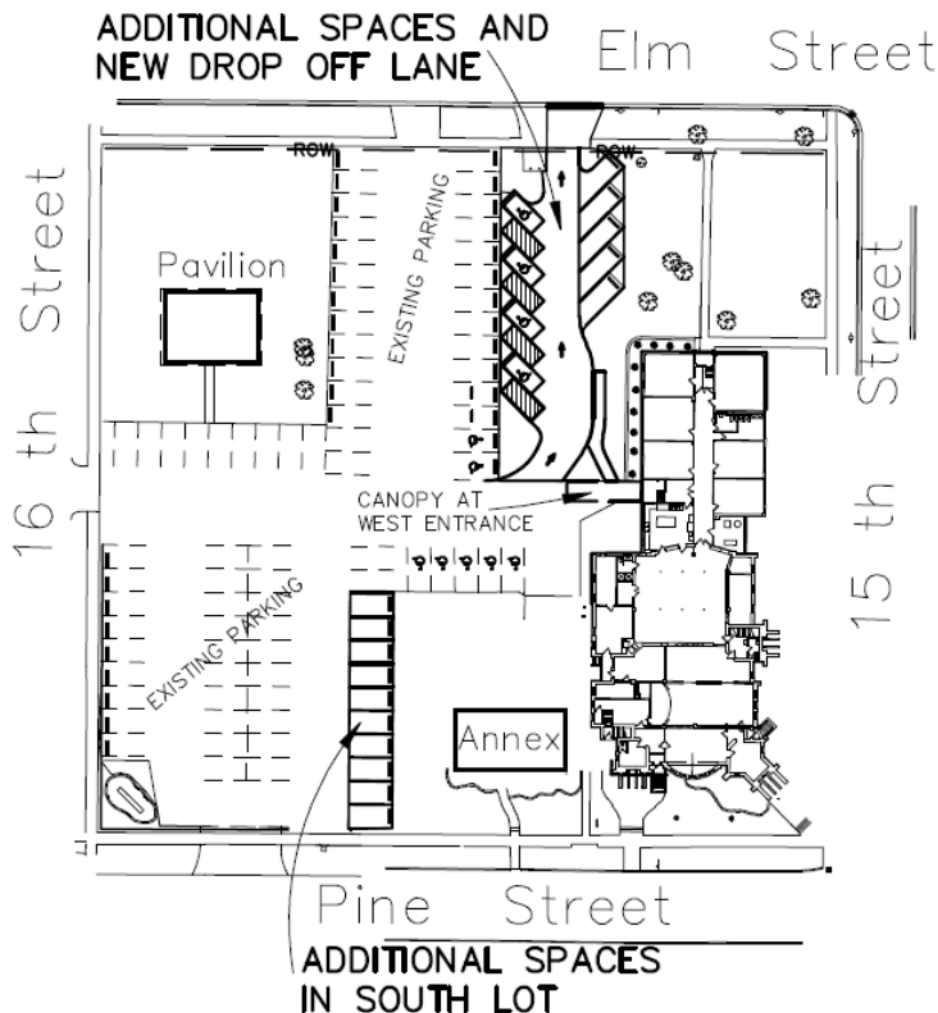 ADDITIONAL SPACES AND
NEW DROP OFF LANE
Elm Street
ROW
ROW
16 th Street
Pavilion
EXISTING PARKING
15 th Street
CANOPY AT
WEST ENTRANCE
EXISTING PARKING
Annex
Pine Street
ADDITIONAL SPACES
IN SOUTH LOT